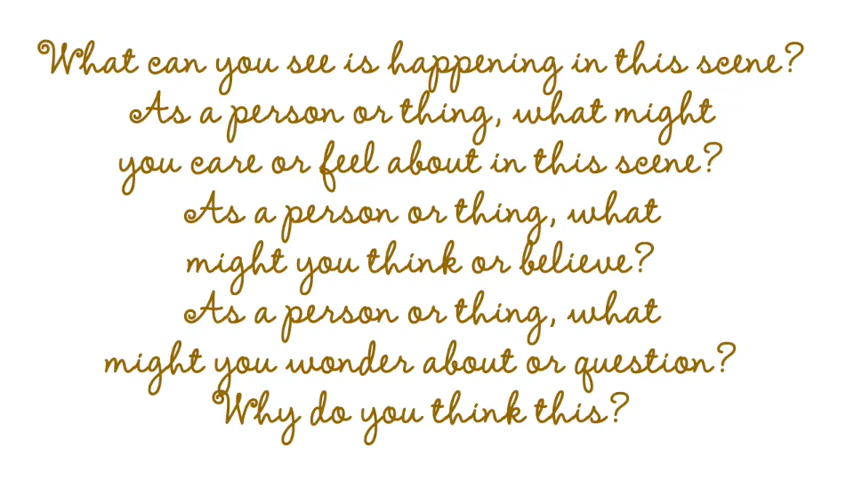 What can you see is happening in this scene?
As a person or thing, what might
you care or feel about in this scene?
As a person or thing, what
might you think or believe?
As a person or thing, what
might you wonder about or question?
Why do you think this?